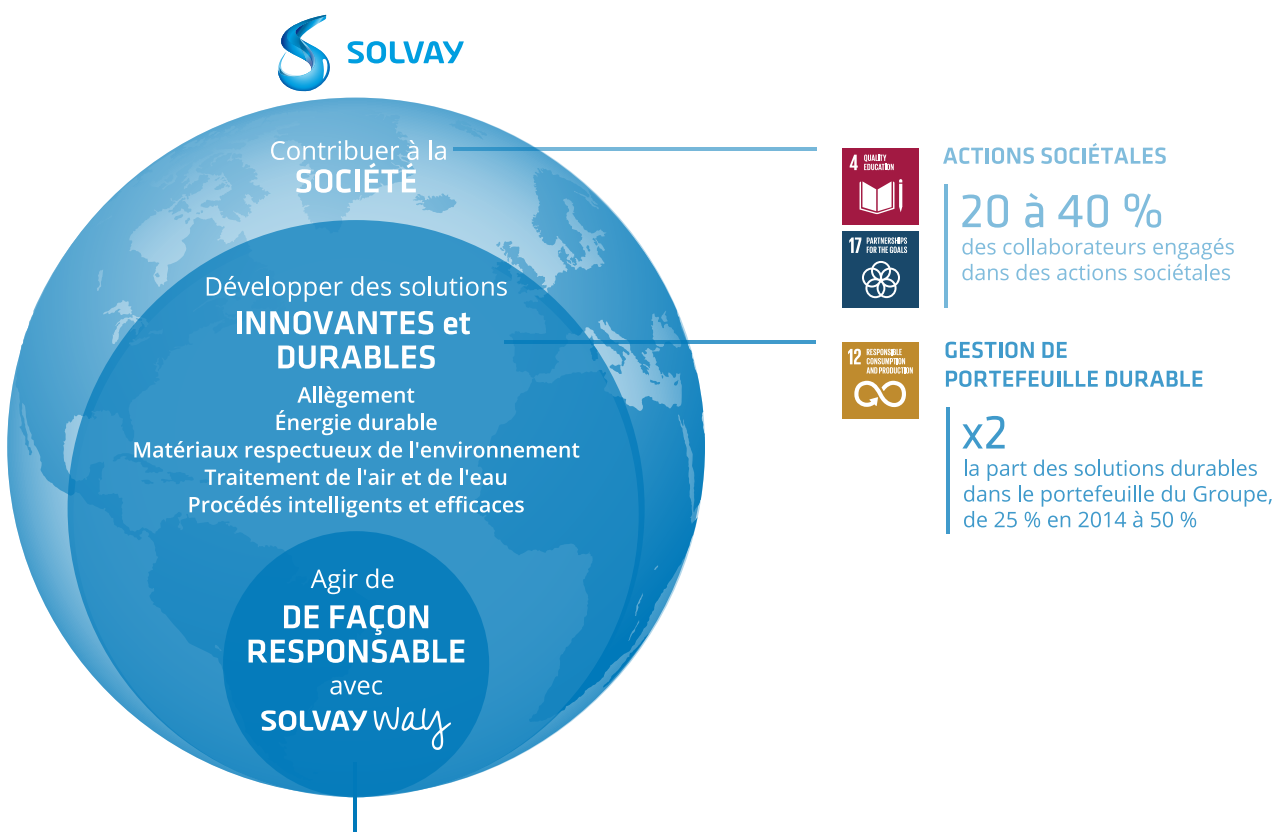 SOLVAY
Contribuer à la
SOCIÉTÉ
Développer des solutions
INNOVANTES et
DURABLES
Allègement
Énergie durable
Matériaux respectueux de l'environnement
Traitement de l'air et de l'eau
Procédés intelligents et efficaces
Agir de
DE FAÇON
RESPONSABLE
avec
SOLVAY way
4 QUALITY
EDUCATION
17 PARTNERSHIPS
FOR THE GOALS
ACTIONS SOCIÉTALES
20 à 40 %
des collaborateurs engagés
dans des actions sociétales
12 RESPONSIBLE
CONSUMPTION
AND PRODUCTION
GESTION DE
PORTEFEUILLE DURABLE
x2
la part des solutions durables
dans le portefeuille du Groupe,
de 25 % en 2014 à 50 %